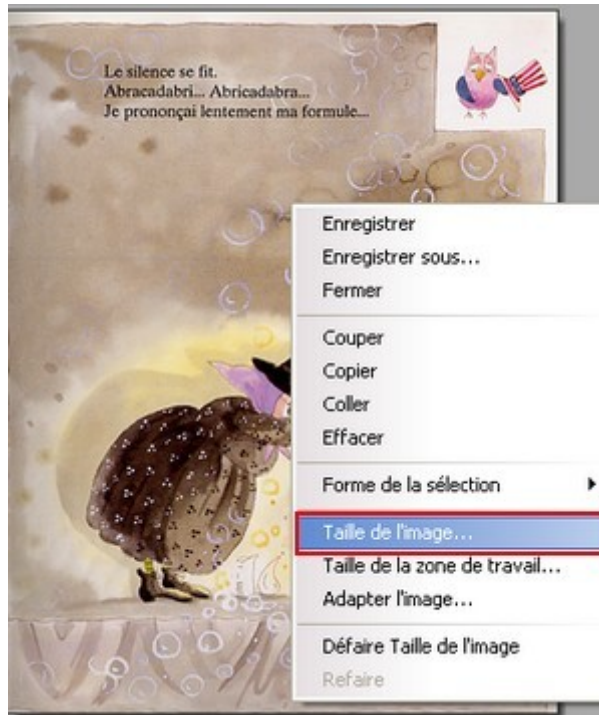 Le silence se fit.
Abracadabri... Abricadabra...
Je prononçai lentement ma formule...
Enregistrer
Enregistrer sous...
Fermer
Couper
Copier
Coller
Effacer
Forme de la sélection
Taille de l'image...
Taille de la zone de travail...
Adapter l'image...
Défaire Taille de l'image
Refaire